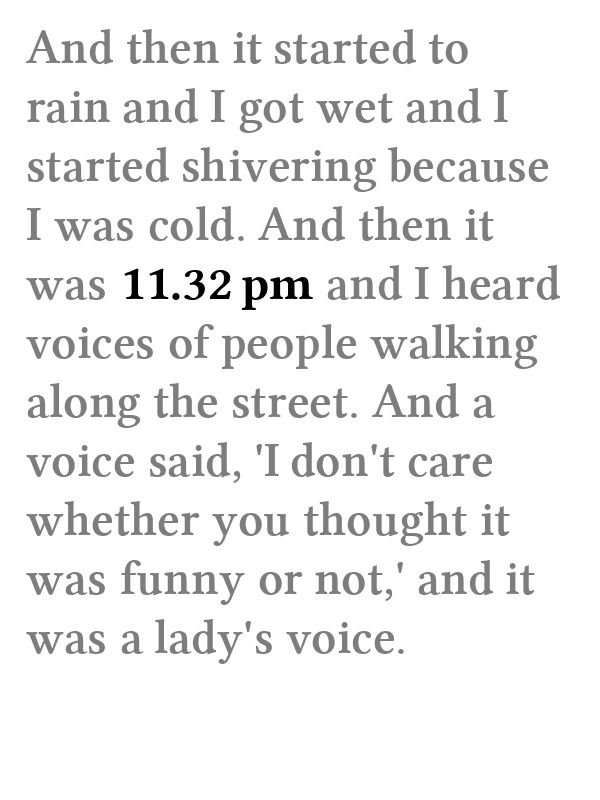 And then it started to
rain and I got wet and I
started shivering because
I was cold. And then it
was 11.32 pm and I heard
voices of people walking
along the street. And a
voice said, 'I don't care
whether you thought it
was funny or not,' and it
was a lady's voice.